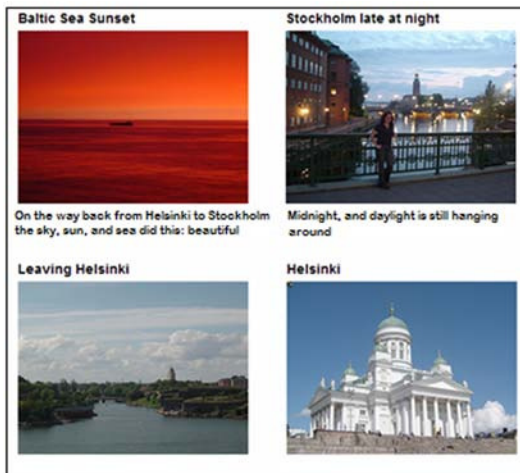 Baltic Sea Sunset
On the way back from Helsinki to Stockholm
the sky, sun, and sea did this: beautiful
Stockholm late at night
Midnight, and daylight is still hanging
around
Leaving Helsinki
Helsinki